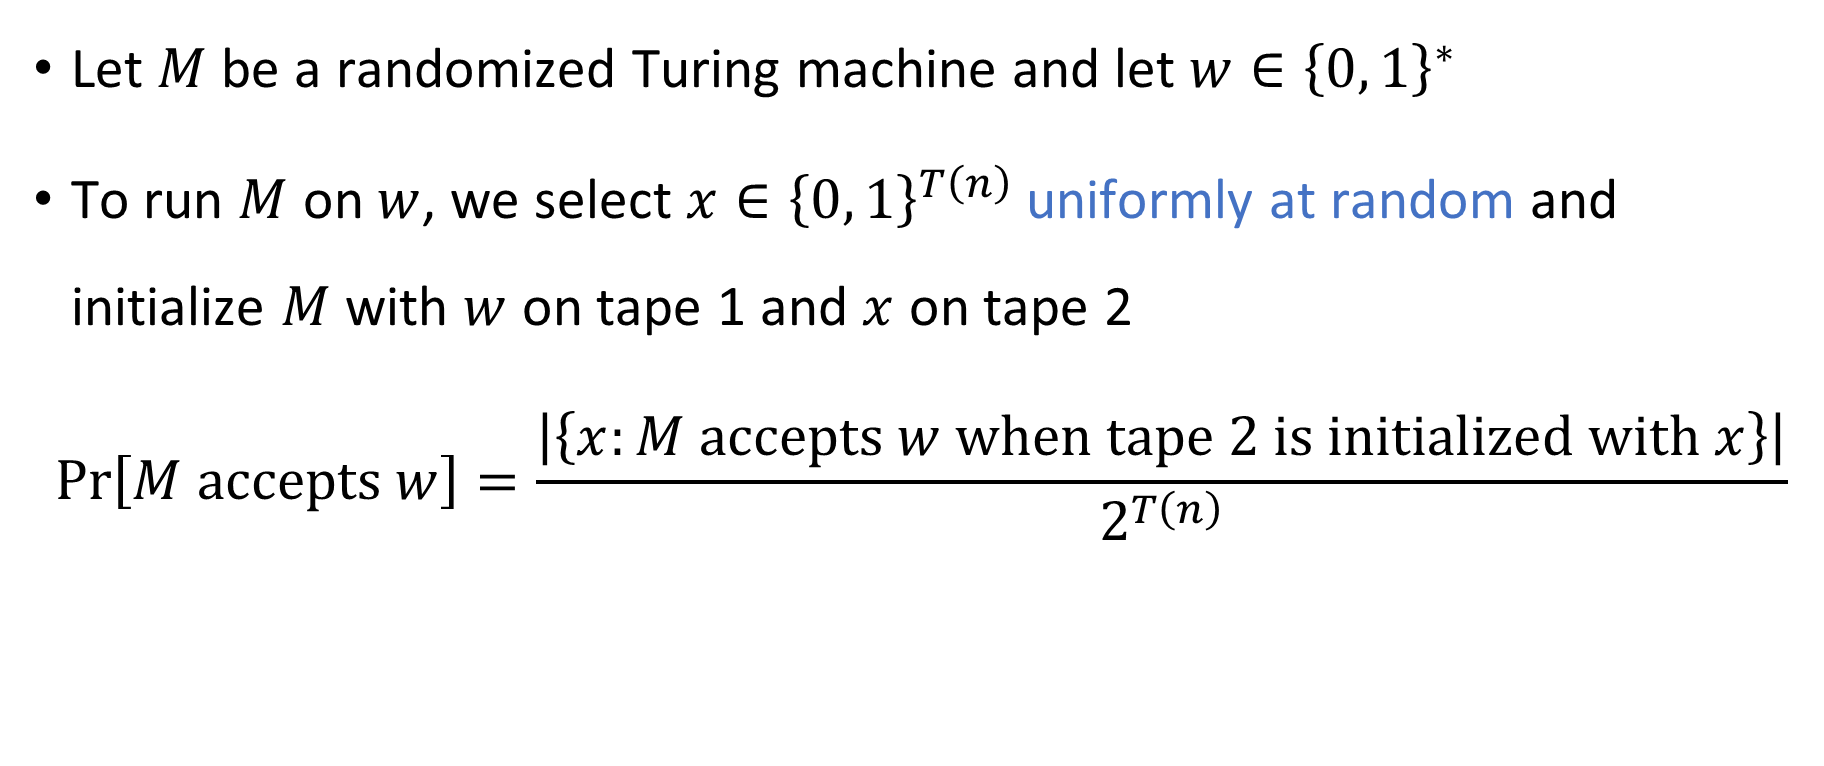 • Let 𝑀 be a randomized Turing machine and let 𝑤 ∈ {0, 1}*
• To run 𝑀 on 𝑤, we select 𝑥 ∈ {0, 1}^{𝑇(𝑛)} uniformly at random and
initialize 𝑀 with 𝑤 on tape 1 and 𝑥 on tape 2
Pr[𝑀 accepts 𝑤] = |{𝑥: 𝑀 accepts 𝑤 when tape 2 is initialized with 𝑥}| / 2^{𝑇(𝑛)}